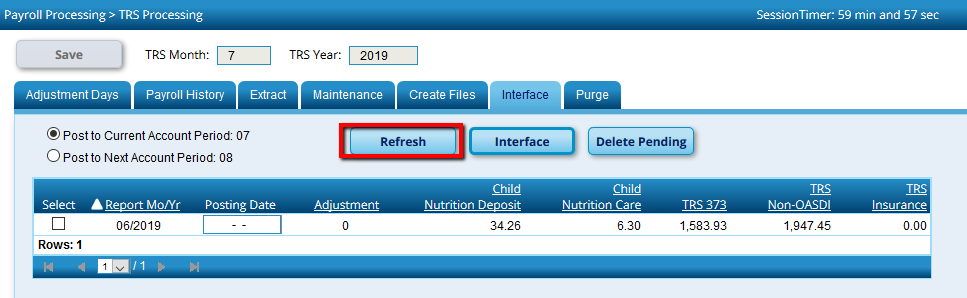 Payroll Processing > TRS Processing SessionTimer: 59 min and 57 sec
Save TRS Month: 7 TRS Year: 2019
Adjustment Days Payroll History Extract Maintenance Create Files Interface Purge
Post to Current Account Period: 07
Post to Next Account Period: 08
Refresh Interface Delete Pending
Select Report Mo/Yr Posting Date Adjustment Child Nutrition Deposit Child Nutrition Care TRS 373 TRS Non-OASDI TRS Insurance
06/2019 - - 0 34.26 6.30 1,583.93 1,947.45 0.00
Rows: 1
1 / 1